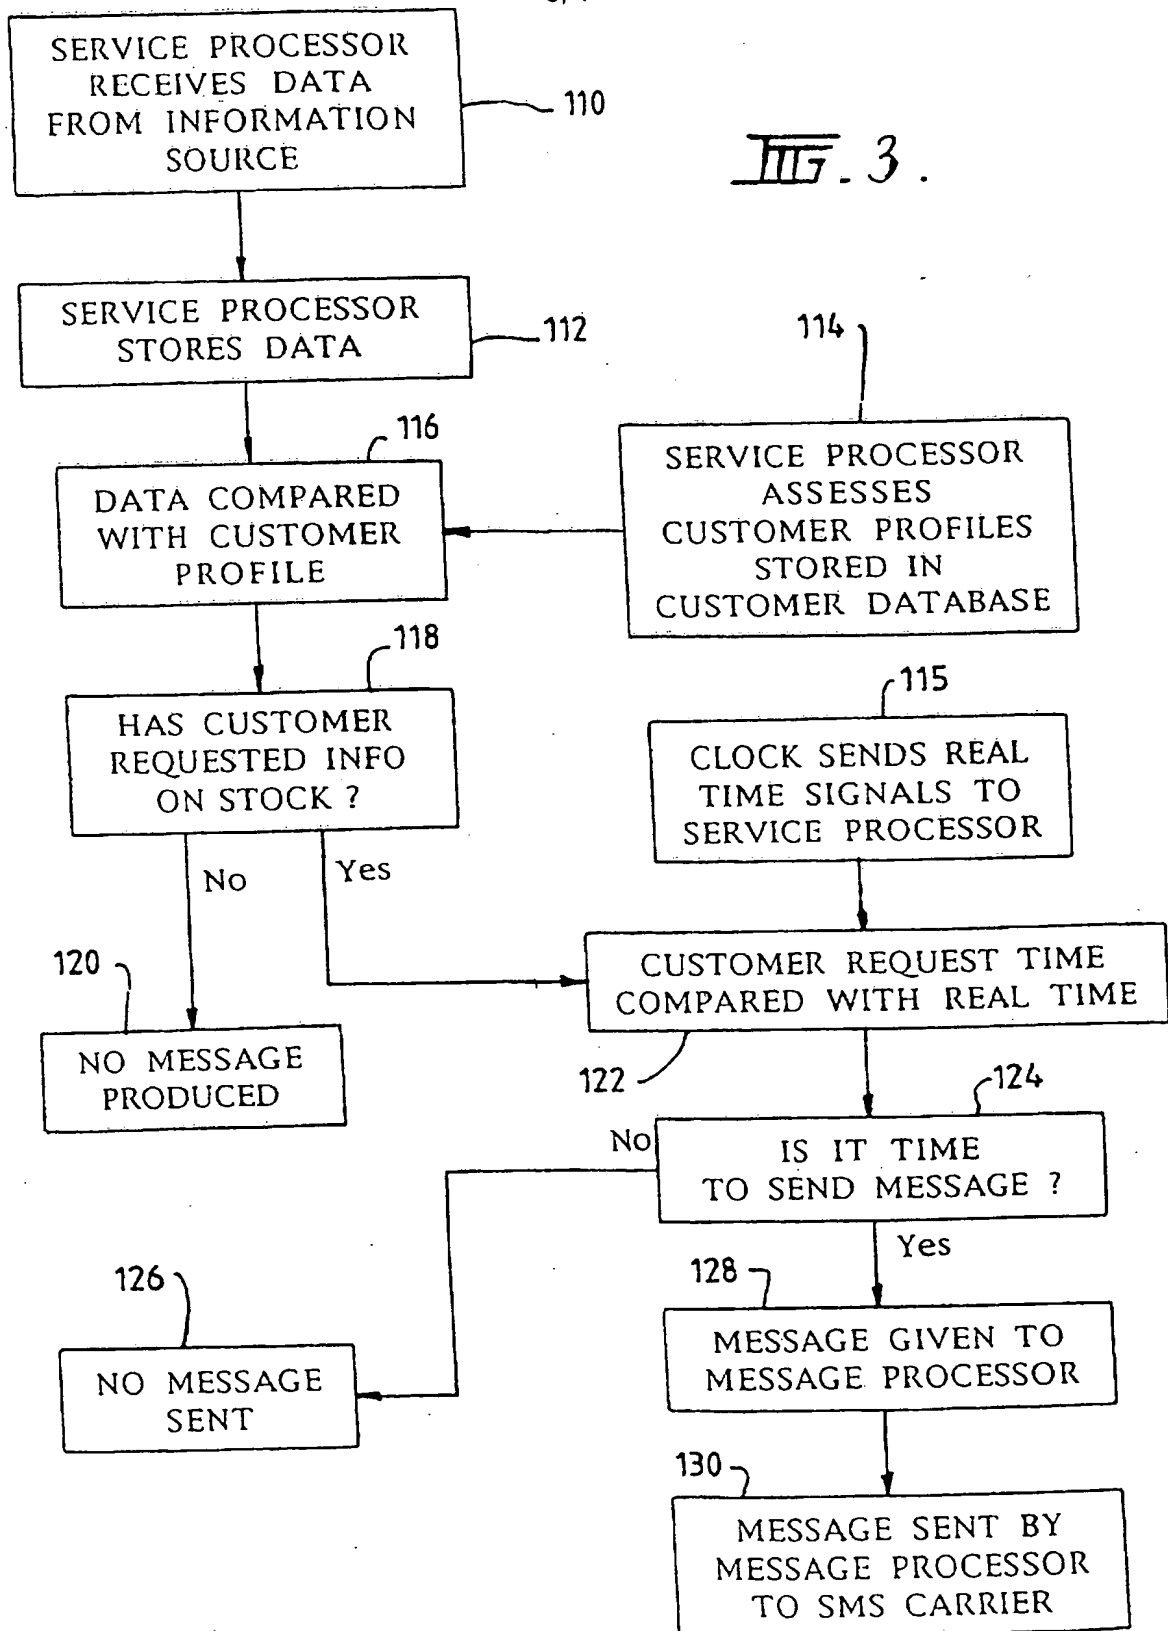 SERVICE PROCESSOR
RECEIVES DATA
FROM INFORMATION
SOURCE
110
FIG. 3.
SERVICE PROCESSOR
STORES DATA
112
114
116
DATA COMPARED
WITH CUSTOMER
PROFILE
SERVICE PROCESSOR
ASSESSES
CUSTOMER PROFILES
STORED IN
CUSTOMER DATABASE
118
HAS CUSTOMER
REQUESTED INFO
ON STOCK ?
115
CLOCK SENDS REAL
TIME SIGNALS TO
SERVICE PROCESSOR
No
Yes
120
NO MESSAGE
PRODUCED
CUSTOMER REQUEST TIME
COMPARED WITH REAL TIME
122
124
No
IS IT TIME
TO SEND MESSAGE ?
Yes
126
NO MESSAGE
SENT
128
MESSAGE GIVEN TO
MESSAGE PROCESSOR
130
MESSAGE SENT BY
MESSAGE PROCESSOR
TO SMS CARRIER